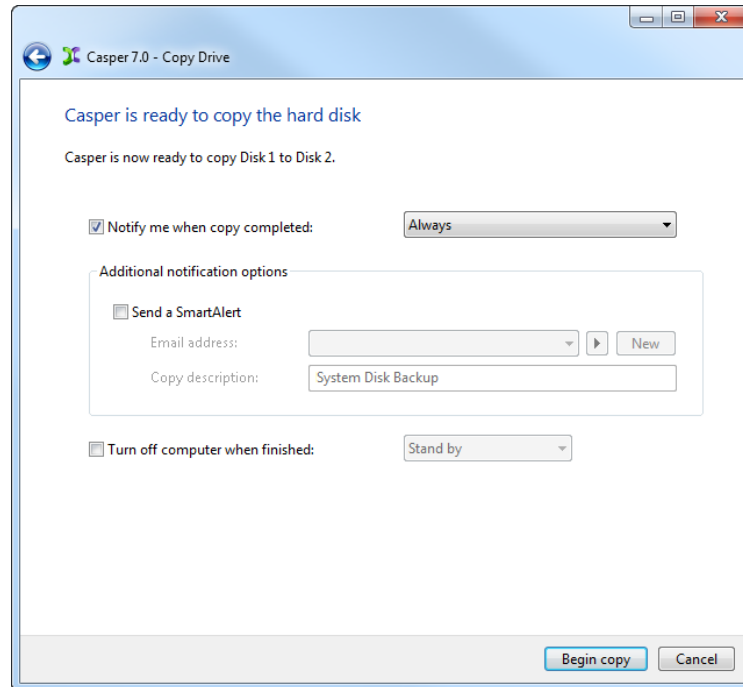 Casper 7.0 - Copy Drive
Casper is ready to copy the hard disk
Casper is now ready to copy Disk 1 to Disk 2.
Notify me when copy completed: Always
Additional notification options
Send a SmartAlert
Email address: New
Copy description: System Disk Backup
Turn off computer when finished: Stand by
Begin copy Cancel